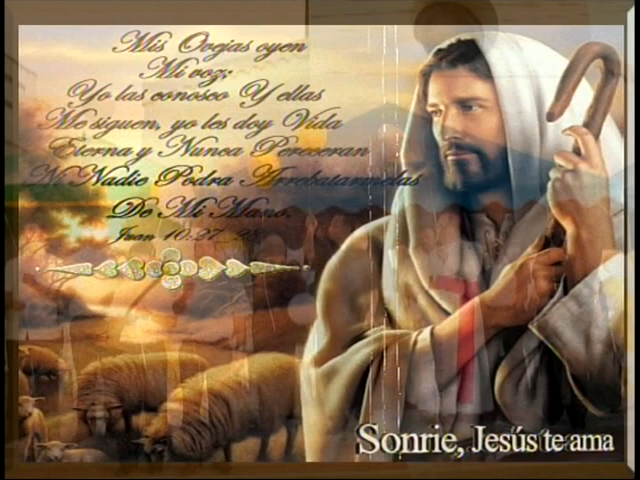 Mis Ovejas oyen
Mi voz;
Yo las conosco Y ellas
Me siguen, yo les doy Vida
Eterna y Nunca Pereceran
Ni Nadie Podra Arrebatarmelas
De Mi Mano.
Juan 10:27-28
Sonrie, Jesús te ama